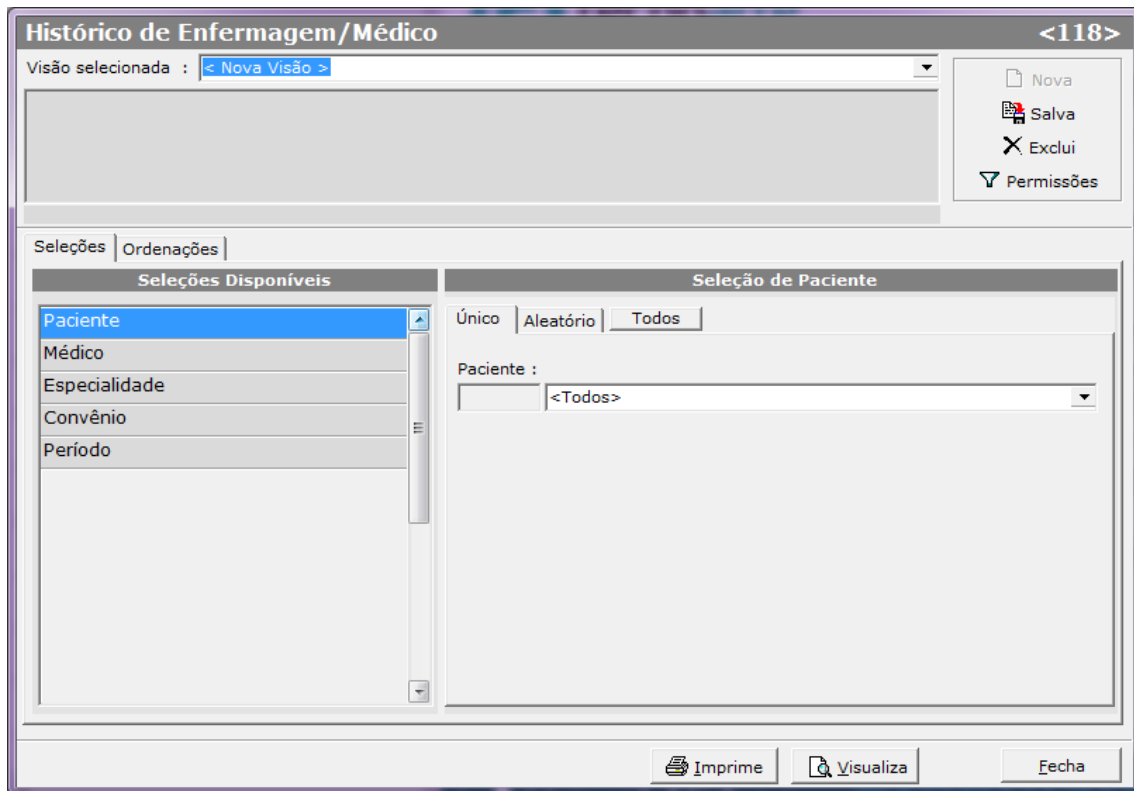 Histórico de Enfermagem/Médico <118>
Visão selecionada : < Nova Visão >
Nova
Salva
Exclui
Permissões
Seleções Ordenações
Seleções Disponíveis
Paciente
Médico
Especialidade
Convênio
Período
Seleção de Paciente
Único Aleatório Todos
Paciente :
<Todos>
Imprime Visualiza Fecha